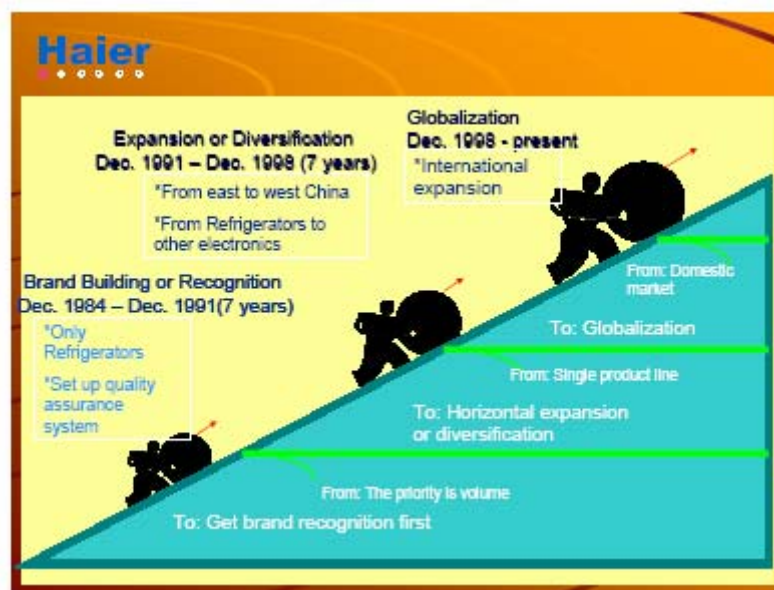 Haier
Globalization
Dec. 1998 - present
*International
expansion
Expansion or Diversification
Dec. 1991 – Dec. 1998 (7 years)
*From east to west China
*From Refrigerators to
other electronics
Brand Building or Recognition
Dec. 1984 – Dec. 1991(7 years)
*Only
Refrigerators
*Set up quality
assurance
system
From: Domestic
market
To: Globalization
From: Single product line
To: Horizontal expansion
or diversification
From: The priority is volume
To: Get brand recognition first